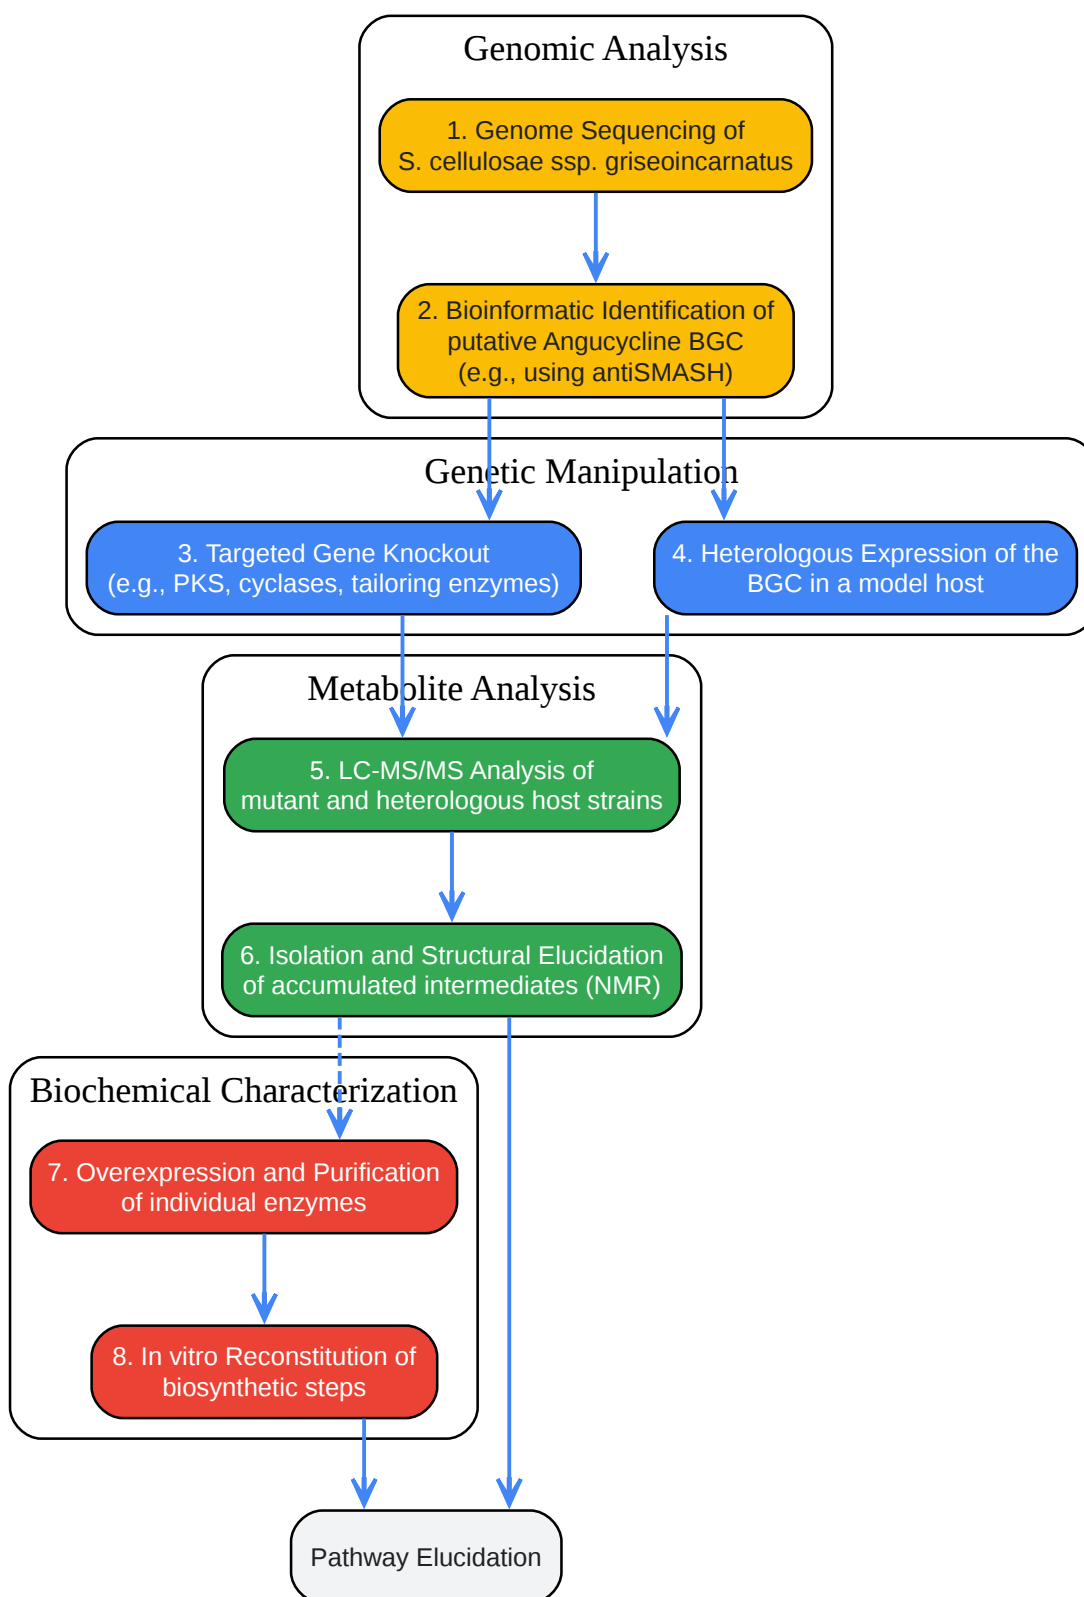 Genomic Analysis
1. Genome Sequencing of
S. cellulosae ssp. griseoincarnatus
2. Bioinformatic Identification of
putative Angucycline BGC
(e.g., using antiSMASH)
Genetic Manipulation
3. Targeted Gene Knockout
(e.g., PKS, cyclases, tailoring enzymes)
4. Heterologous Expression of the
BGC in a model host
Metabolite Analysis
5. LC-MS/MS Analysis of
mutant and heterologous host strains
6. Isolation and Structural Elucidation
of accumulated intermediates (NMR)
Biochemical Characterization
7. Overexpression and Purification
of individual enzymes
8. In vitro Reconstitution of
biosynthetic steps
Pathway Elucidation